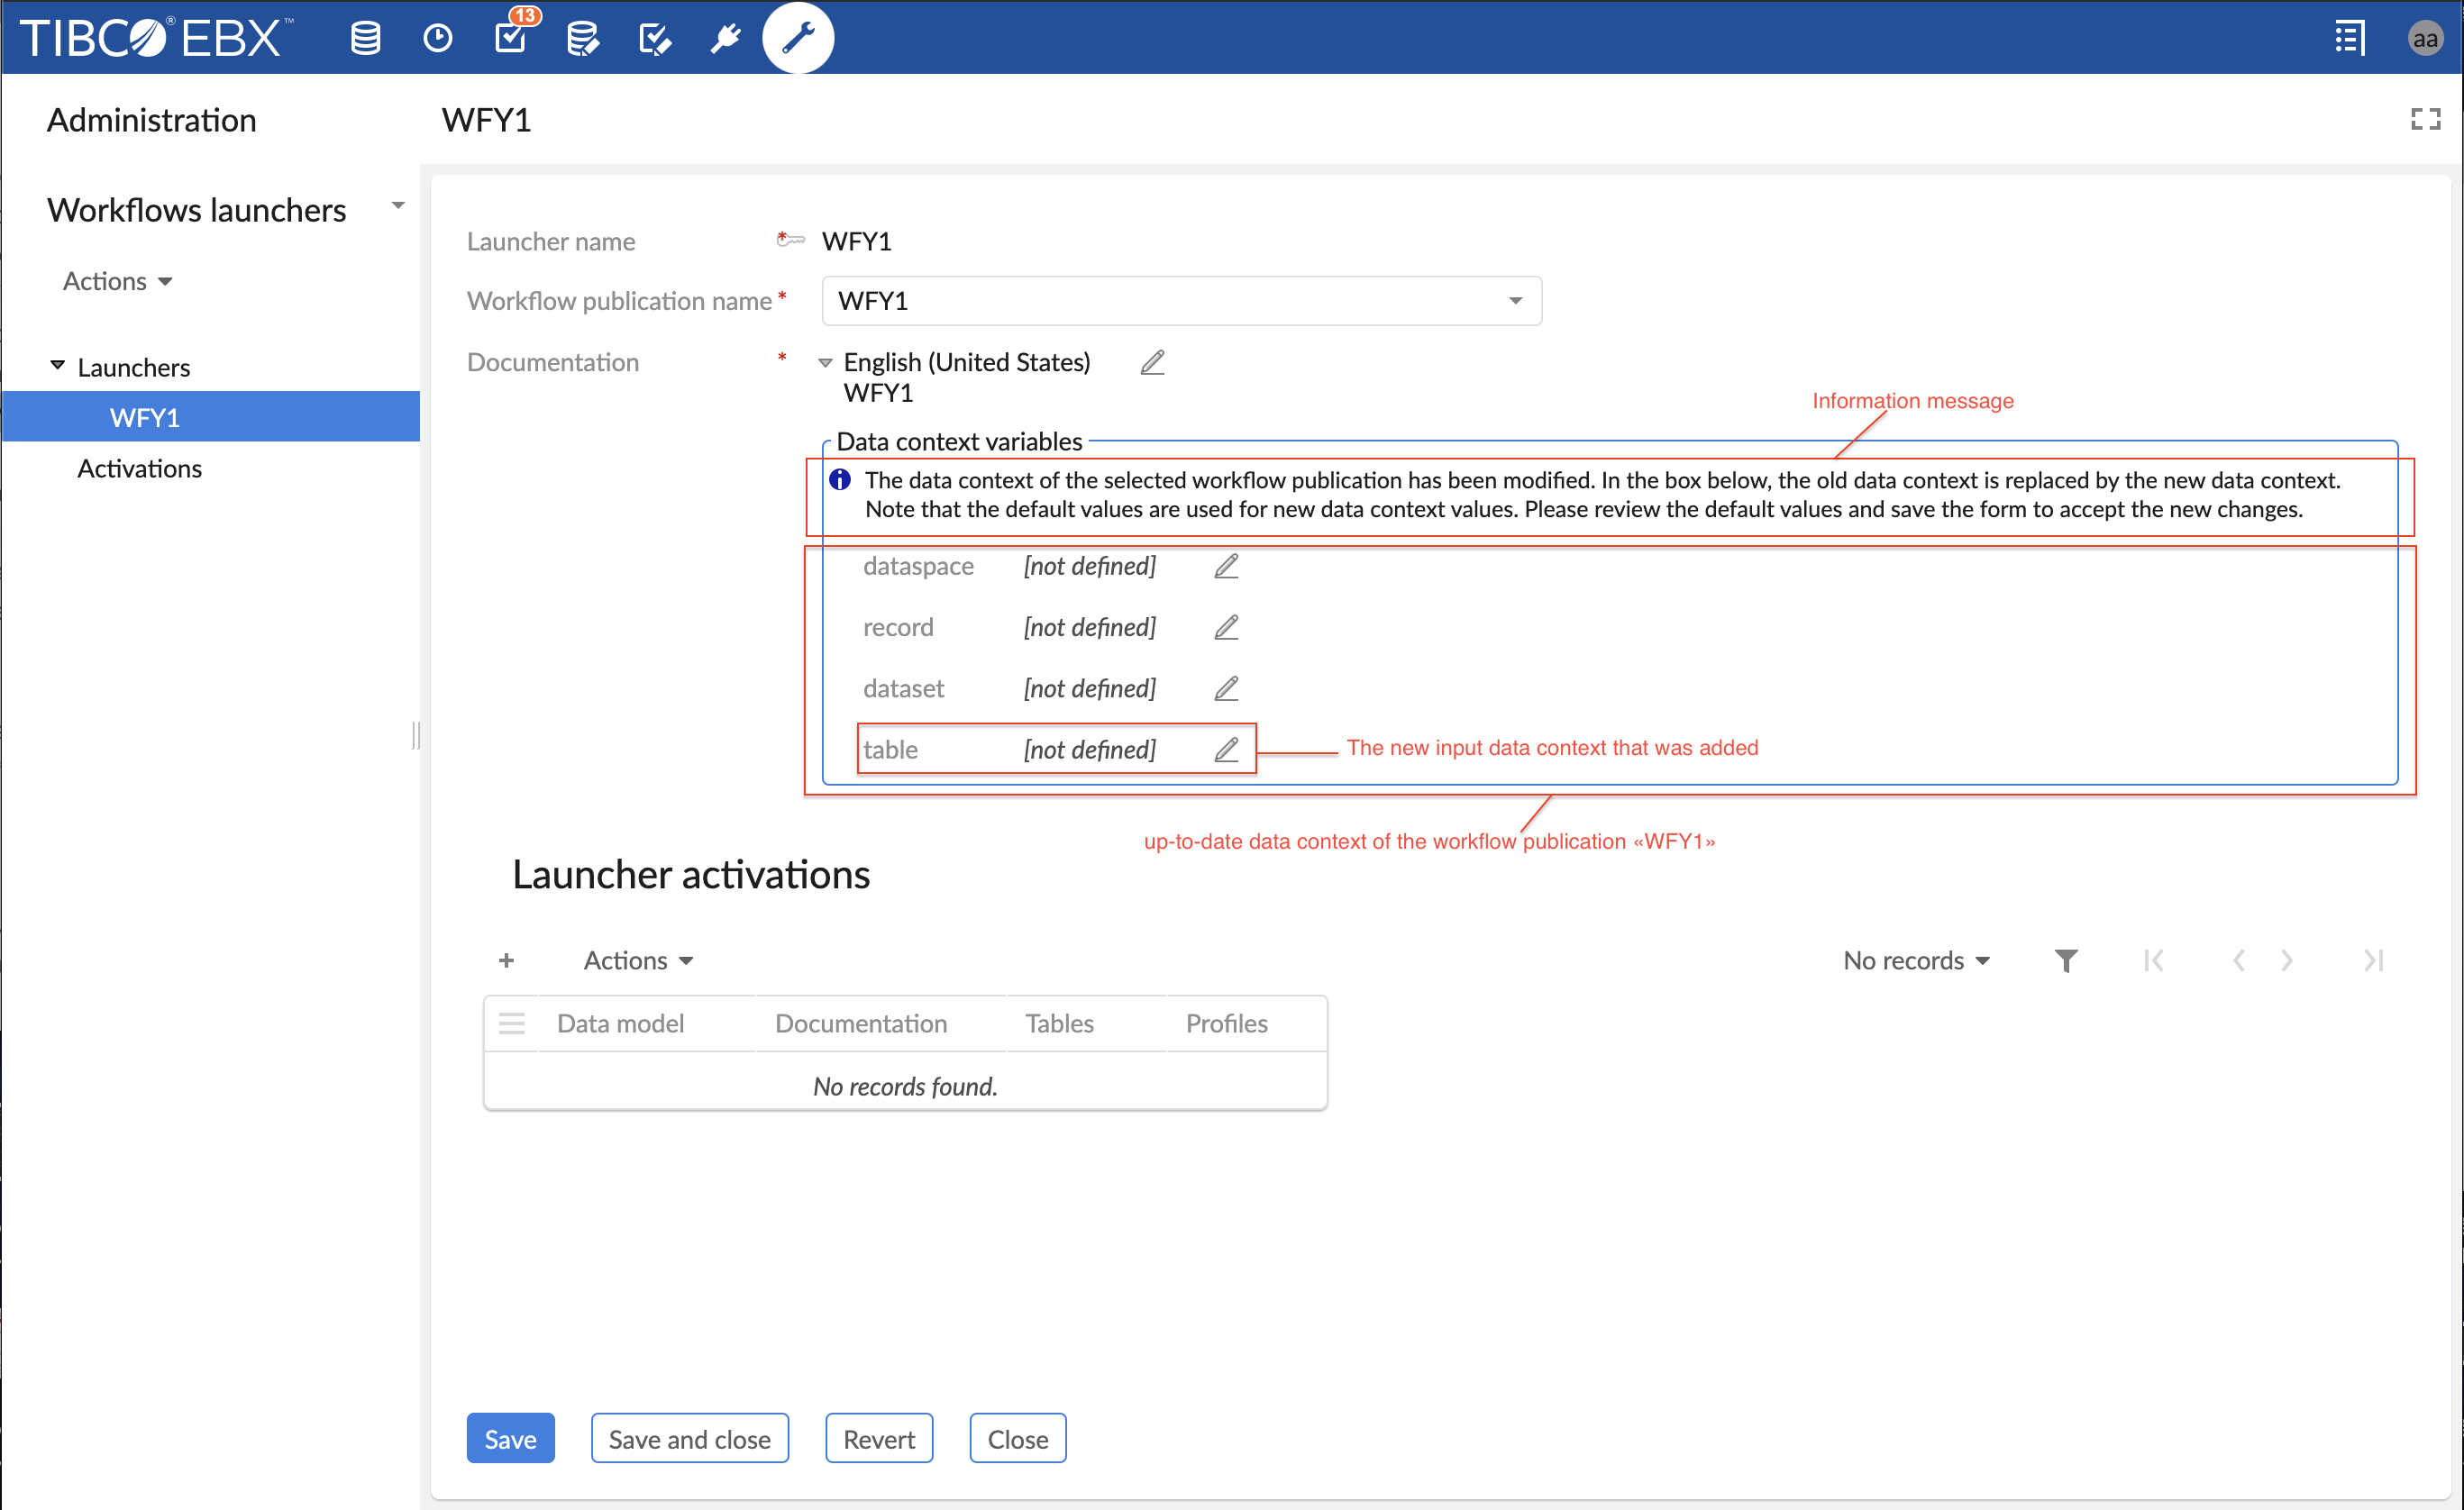 TIBCO® EBX™
13
aa
Administration
WFY1
Workflows launchers
Actions
Launchers
WFY1
Activations
Launcher name * WFY1
Workflow publication name * WFY1
Documentation * English (United States)
WFY1
Information message
Data context variables
The data context of the selected workflow publication has been modified. In the box below, the old data context is replaced by the new data context.
Note that the default values are used for new data context values. Please review the default values and save the form to accept the new changes.
dataspace [not defined]
record [not defined]
dataset [not defined]
table [not defined] The new input data context that was added
up-to-date data context of the workflow publication «WFY1»
Launcher activations
+ Actions No records
Data model Documentation Tables Profiles
No records found.
Save Save and close Revert Close